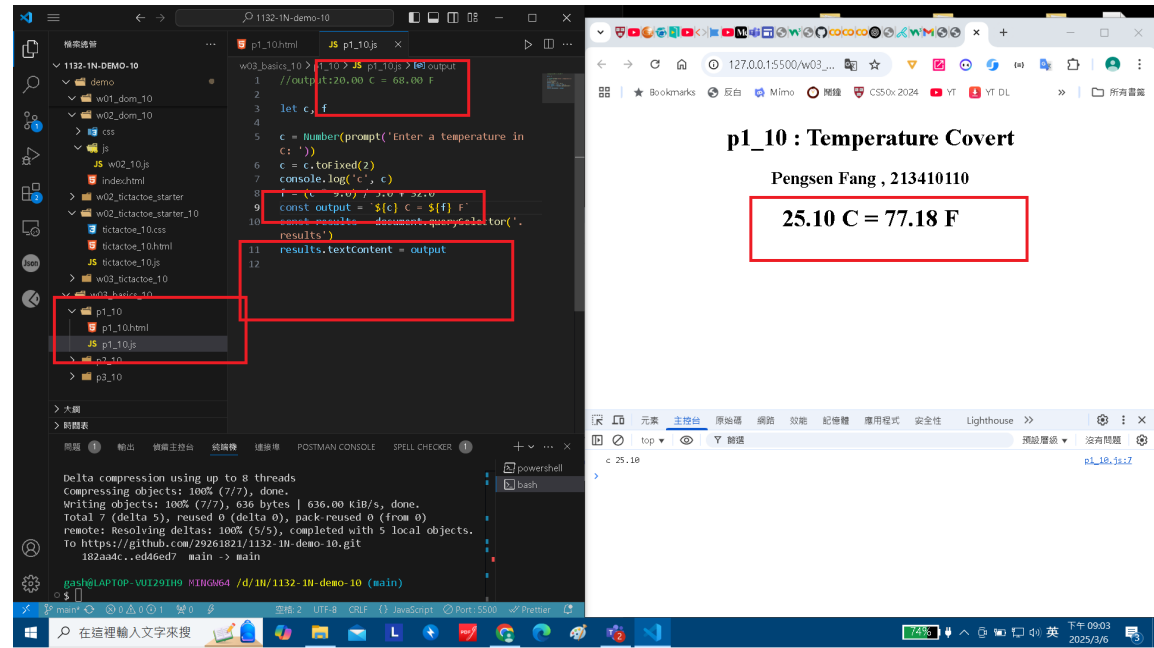 1132-1N-demo-10
檔案總管
p1_10.html
JS p1_10.js
1132-1N-DEMO-10
demo
w01_dom_10
w02_dom_10
css
js
JS w02_10.js
index.html
w02_tictactoe_starter
w02_tictactoe_starter_10
tictactoe_10.css
tictactoe_10.html
JS tictactoe_10.js
w03_tictactoe_10
w03_basics_10
p1_10
p1_10.html
JS p1_10.js
p2_10
p3_10
大綱
時間表
w03_basics_10 > p1_10 > JS p1_10.js > output
1 //output:20.00 C = 68.00 F
2
3 let c, f
4
5 c = Number(prompt('Enter a temperature in
C: '))
6 c = c.toFixed(2)
7 console.log('c', c)
8 f = (c * 9.0) / 5.0 + 32.0
9 const output = `${c} C = ${f} F`
10 const results = document.querySelector('.
results')
11 results.textContent = output
12
問題 1 輸出 偵錯主控台 終端機 連接埠 POSTMAN CONSOLE SPELL CHECKER 1
powershell
bash
Delta compression using up to 8 threads
Compressing objects: 100% (7/7), done.
Writing objects: 100% (7/7), 636 bytes | 636.00 KiB/s, done.
Total 7 (delta 5), reused 0 (delta 0), pack-reused 0 (from 0)
remote: Resolving deltas: 100% (5/5), completed with 5 local objects.
To https://github.com/29261821/1132-1N-demo-10.git
182aa4c..ed46ed7 main -> main
gash@LAPTOP-VUI29IH9 MINGW64 /d/1N/1132-1N-demo-10 (main)
$
main* 0 0 1 0 空格: 2 UTF-8 CRLF {} JavaScript Port : 5500 Prettier
127.0.0.1:5500/w03_...
Bookmarks 反白 Mimo 鬧鐘 CS50x 2024 YT YT DL » 所有書籤
p1_10 : Temperature Covert
Pengsen Fang , 213410110
25.10 C = 77.18 F
元素 主控台 原始碼 網路 效能 記憶體 應用程式 安全性 Lighthouse
top 篩選 預設層級 沒有問題
c 25.10 p1_10.js:7
在這裡輸入文字來搜
74% 英 下午 09:03
2025/3/6